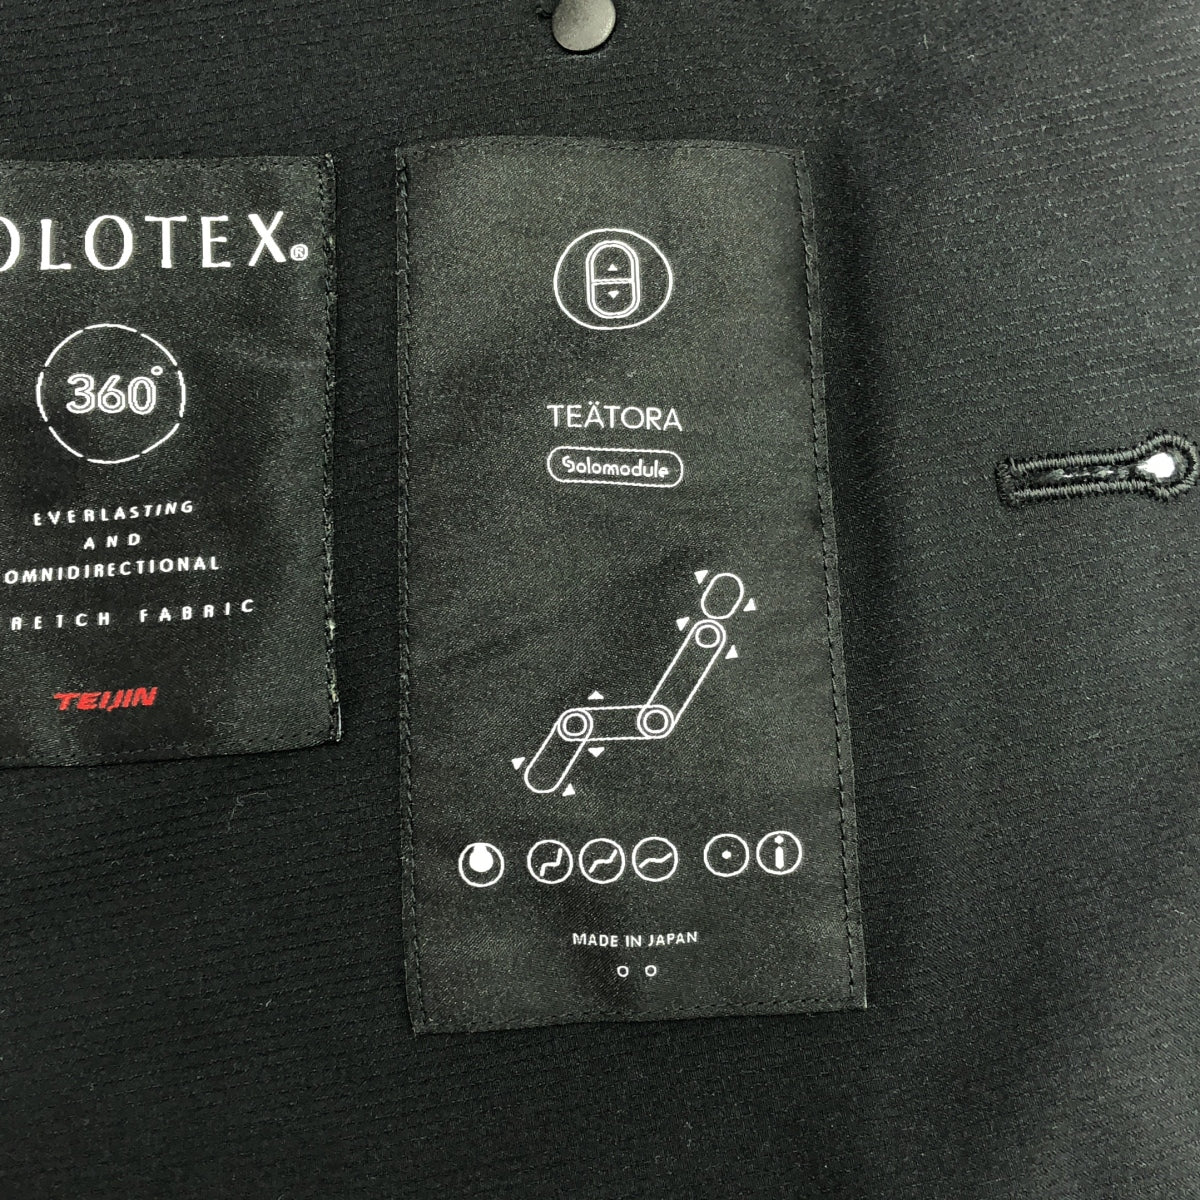 OLOTEX®
360°
EVERLASTING
AND
OMNIDIRECTIONAL
RETCH FABRIC
TEIJIN
TEÄTORA
Solomodule
MADE IN JAPAN